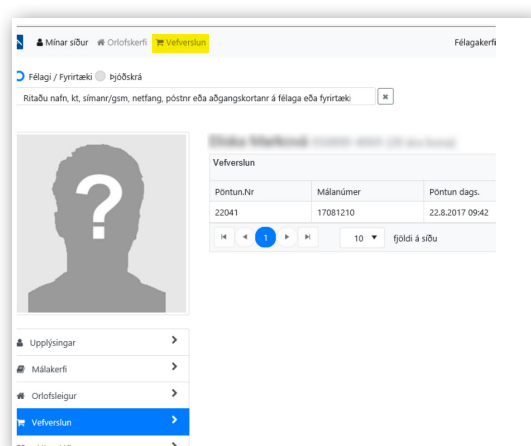 Mínar síður Orlofskerfi Vefverslun Félagakerfi
Félagi / Fyrirtæki Þjóðskrá
Ritaðu nafn, kt, símanr/gsm, netfang, póstnr eða aðgangskortanr á félaga eða fyrirtæki
Vefverslun
Pöntun.Nr Málanúmer Pöntun dags.
22041 17081210 22.8.2017 09:42
1 10 fjöldi á síðu
?
Upplýsingar
Málakerfi
Orlofsleigur
Vefverslun